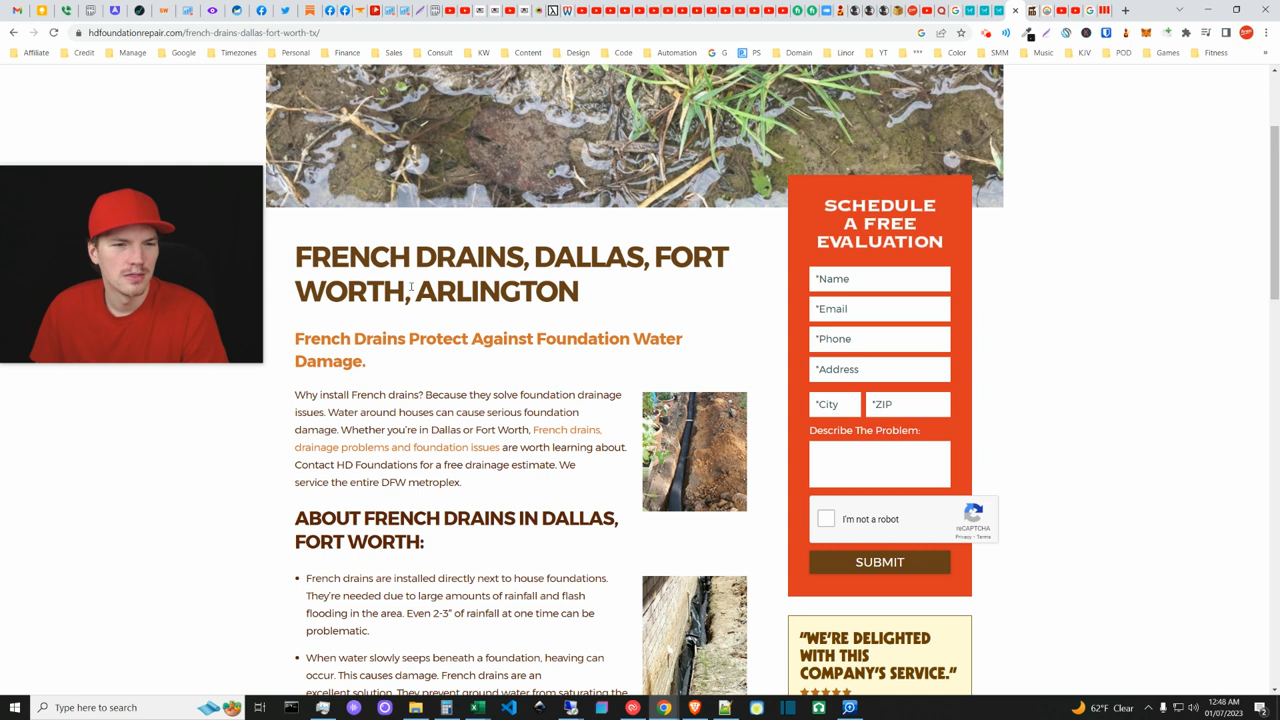 hdfoundationrepair.com/french-drains-dallas-fort-worth-tx/
Affiliate Credit Manage Google Timezones Personal Finance Sales Consult KW Content Design Code Automation G PS Domain Linor YT *** Color SMM Music KJV POD Games Fitness
FRENCH DRAINS, DALLAS, FORT
WORTH, ARLINGTON
French Drains Protect Against Foundation Water
Damage.
Why install French drains? Because they solve foundation drainage
issues. Water around houses can cause serious foundation
damage. Whether you're in Dallas or Fort Worth, French drains,
drainage problems and foundation issues are worth learning about.
Contact HD Foundations for a free drainage estimate. We
service the entire DFW metroplex.
ABOUT FRENCH DRAINS IN DALLAS,
FORT WORTH:
• French drains are installed directly next to house foundations.
They're needed due to large amounts of rainfall and flash
flooding in the area. Even 2-3" of rainfall at one time can be
problematic.
• When water slowly seeps beneath a foundation, heaving can
occur. This causes damage. French drains are an
excellent solution. They prevent ground water from saturating the
SCHEDULE
A FREE
EVALUATION
*Name
*Email
*Phone
*Address
*City *ZIP
Describe The Problem:
I'm not a robot
reCAPTCHA
Privacy - Terms
SUBMIT
"WE'RE DELIGHTED
WITH THIS
COMPANY'S SERVICE."
Type here to search
62°F Clear
12:48 AM
01/07/2023